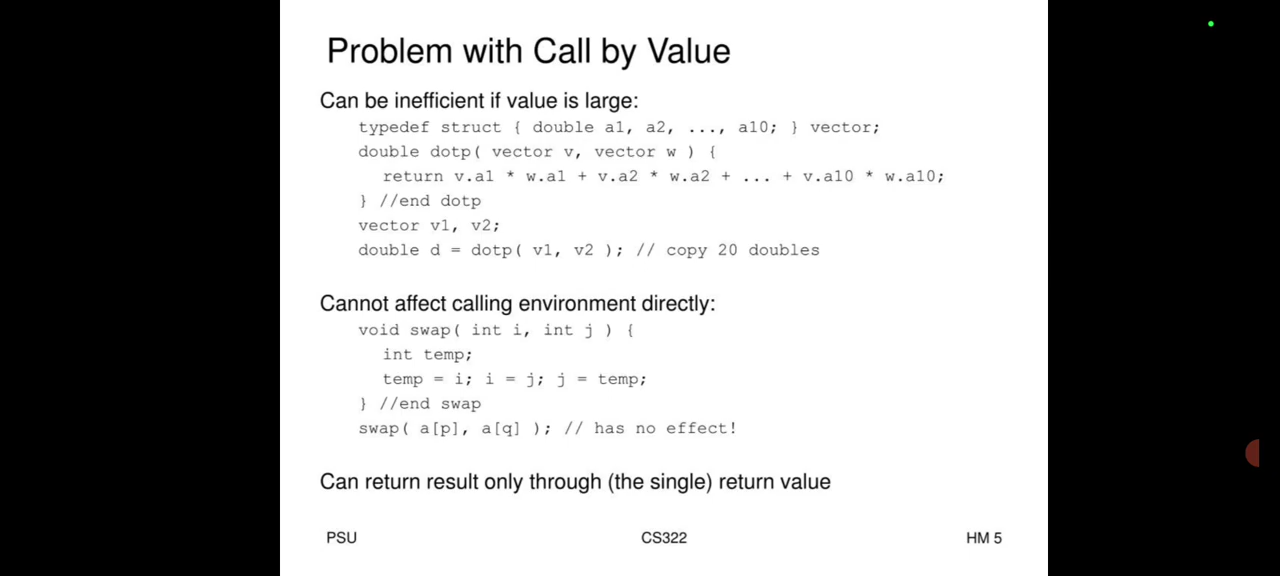 Problem with Call by Value
Can be inefficient if value is large:
typedef struct { double a1, a2, ..., a10; } vector;
double dotp( vector v, vector w ) {
return v.a1 * w.a1 + v.a2 * w.a2 + ... + v.a10 * w.a10;
} //end dotp
vector v1, v2;
double d = dotp( v1, v2 ); // copy 20 doubles
Cannot affect calling environment directly:
void swap( int i, int j ) {
int temp;
temp = i; i = j; j = temp;
} //end swap
swap( a[p], a[q] ); // has no effect!
Can return result only through (the single) return value
PSU CS322 HM 5